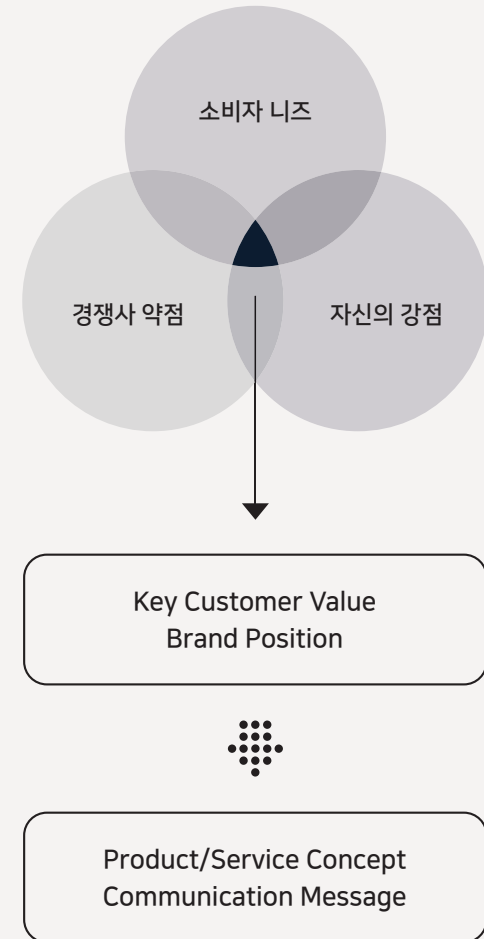 소비자 니즈
경쟁사 약점
자신의 강점
Key Customer Value
Brand Position
Product/Service Concept
Communication Message